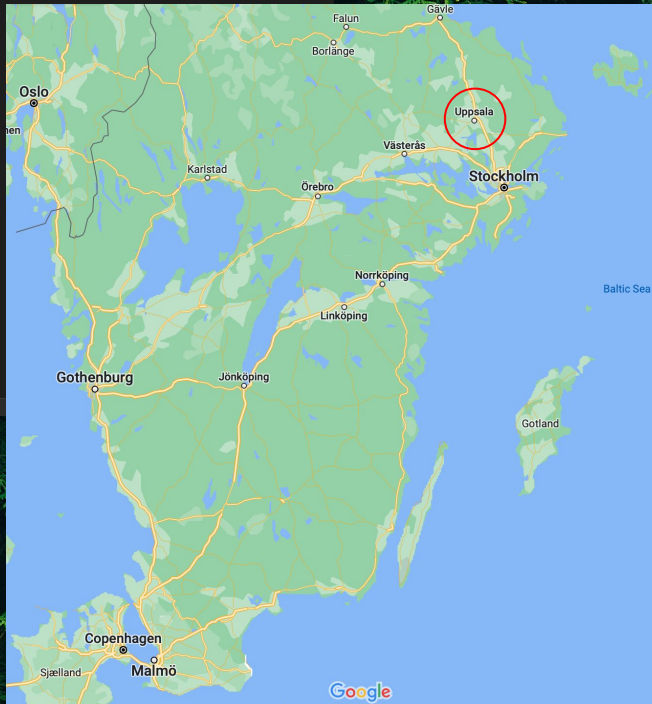 Gävle
Falun
Borlänge
Oslo
men
Uppsala
Västerås
Stockholm
Karlstad
Örebro
Norrköping
Baltic Sea
Linköping
Gothenburg
Jönköping
Gotland
Copenhagen
Malmö
Sjælland
Google